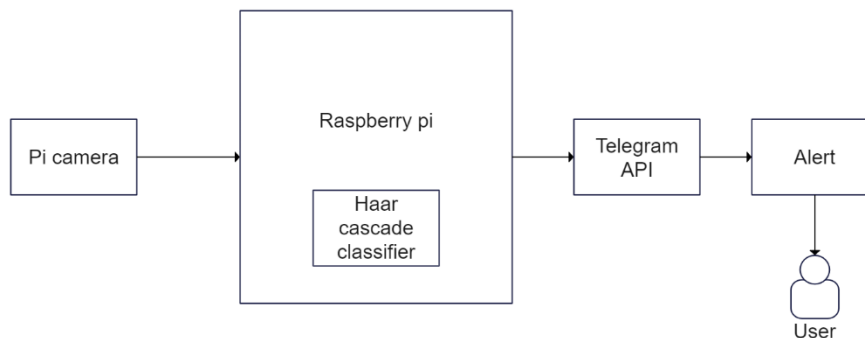 Pi camera
Raspberry pi
Haar
cascade
classifier
Telegram
API
Alert
User